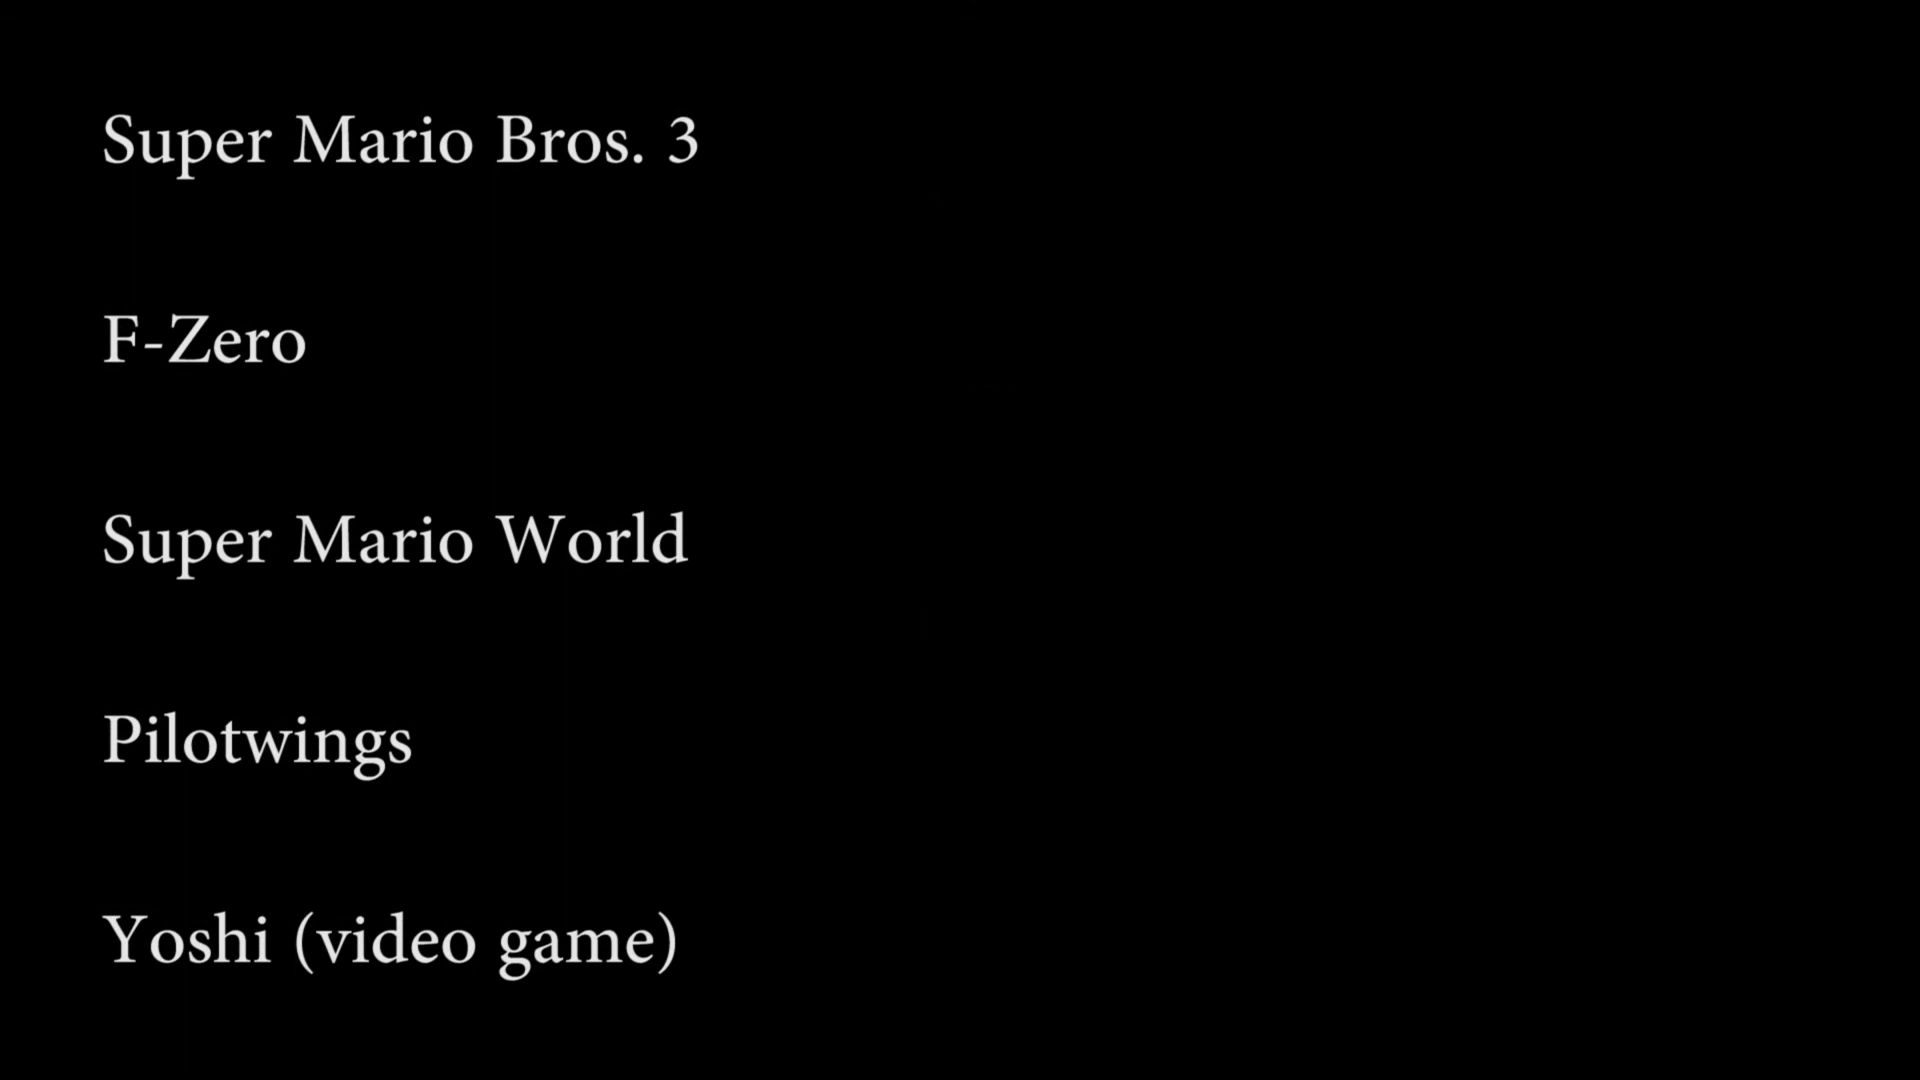 Super Mario Bros. 3
F-Zero
Super Mario World
Pilotwings
Yoshi (video game)